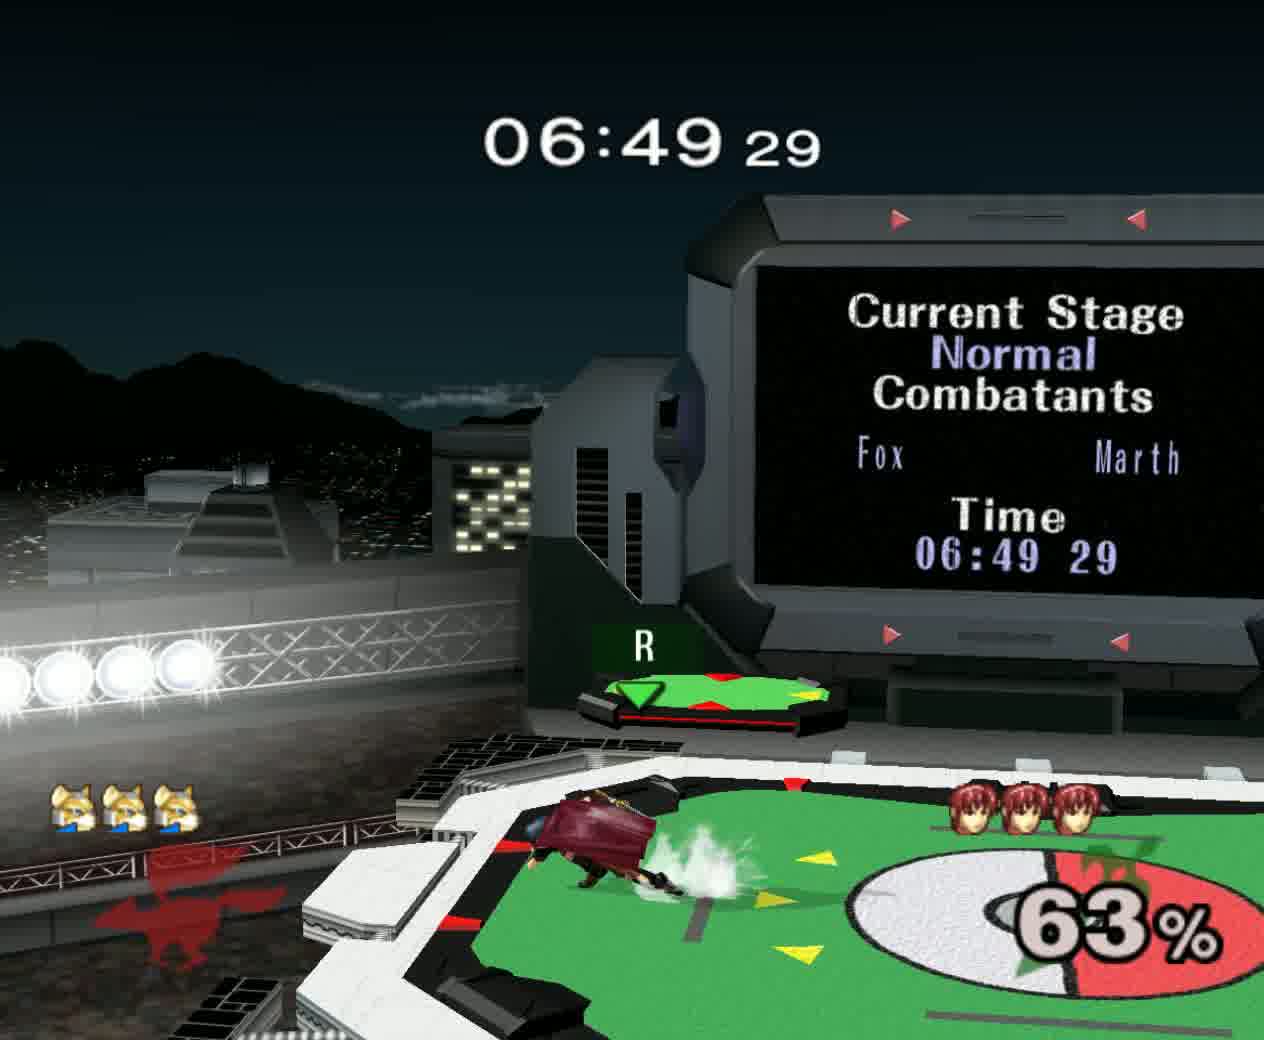 06:49 29
Current Stage
Normal
Combatants
Fox Marth
Time
06:49 29
R
63%